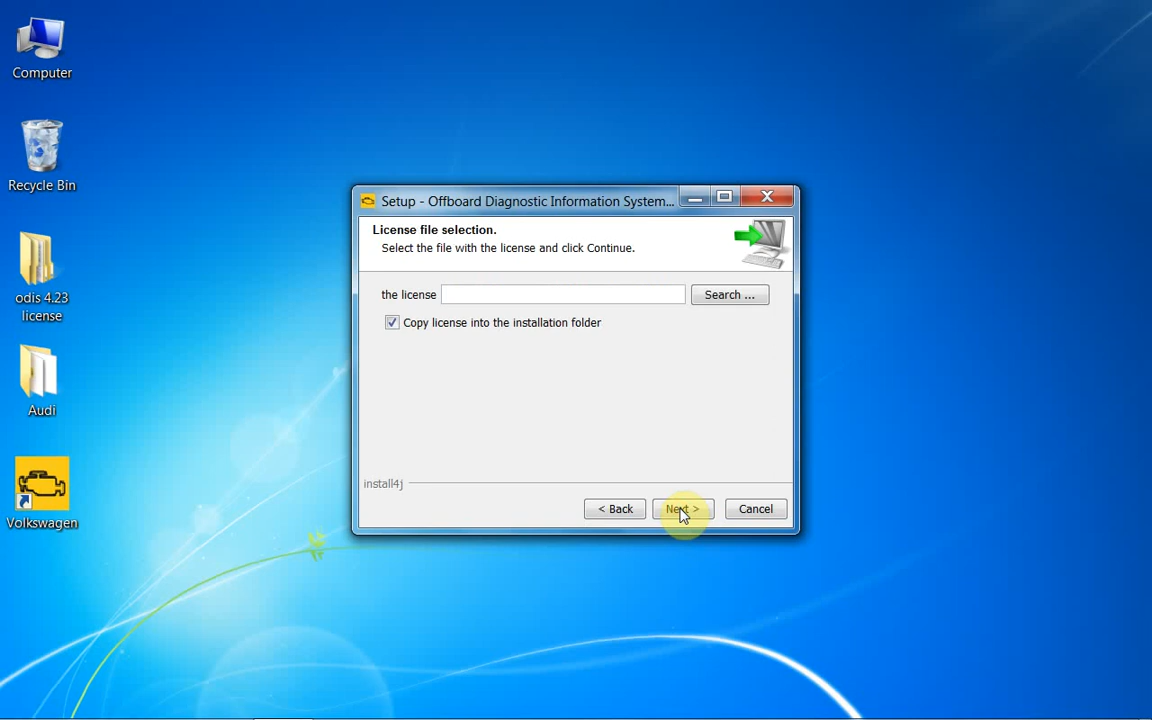 Computer
Recycle Bin
odis 4.23
license
Audi
Volkswagen
Setup - Offboard Diagnostic Information System...
License file selection.
Select the file with the license and click Continue.
the license
Search ...
Copy license into the installation folder
install4j
< Back
Next >
Cancel